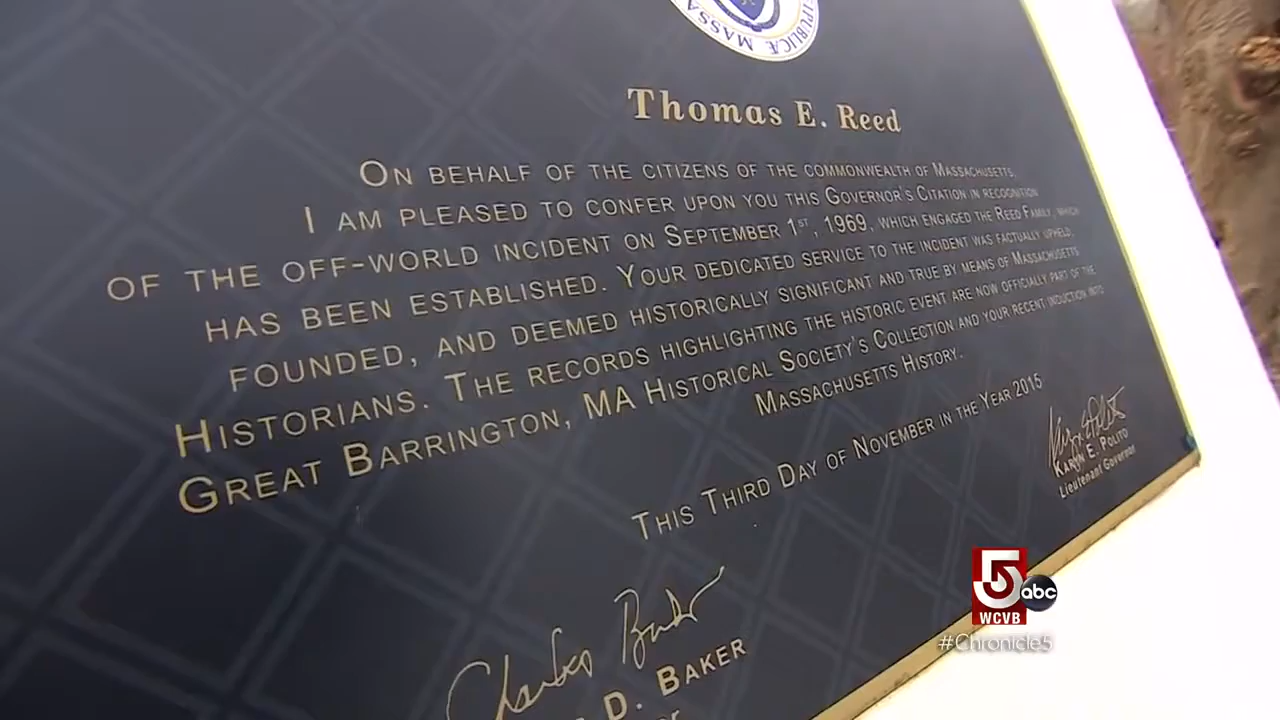 MASSA
TPUBLICÆ
Thomas E. Reed
ON BEHALF OF THE CITIZENS OF THE COMMONWEALTH OF MASSACHUSETTS,
I AM PLEASED TO CONFER UPON YOU THIS GOVERNOR'S CITATION IN RECOGNITION
OF THE OFF-WORLD INCIDENT ON SEPTEMBER 1ST, 1969, WHICH ENGAGED THE REED FAMILY, WHICH
HAS BEEN ESTABLISHED. YOUR DEDICATED SERVICE TO THE INCIDENT WAS FACTUALLY UPHELD,
FOUNDED, AND DEEMED HISTORICALLY SIGNIFICANT AND TRUE BY MEANS OF MASSACHUSETTS
HISTORIANS. THE RECORDS HIGHLIGHTING THE HISTORIC EVENT ARE NOW OFFICIALLY PART OF THE
GREAT BARRINGTON, MA HISTORICAL SOCIETY'S COLLECTION AND YOUR RECENT INDUCTION INTO
MASSACHUSETTS HISTORY.
THIS THIRD DAY OF NOVEMBER IN THE YEAR 2015
KARYN E. POLITO
Lieutenant Governor
Charles Baker
D. BAKER
5 abc
WCVB
#Chronicle5